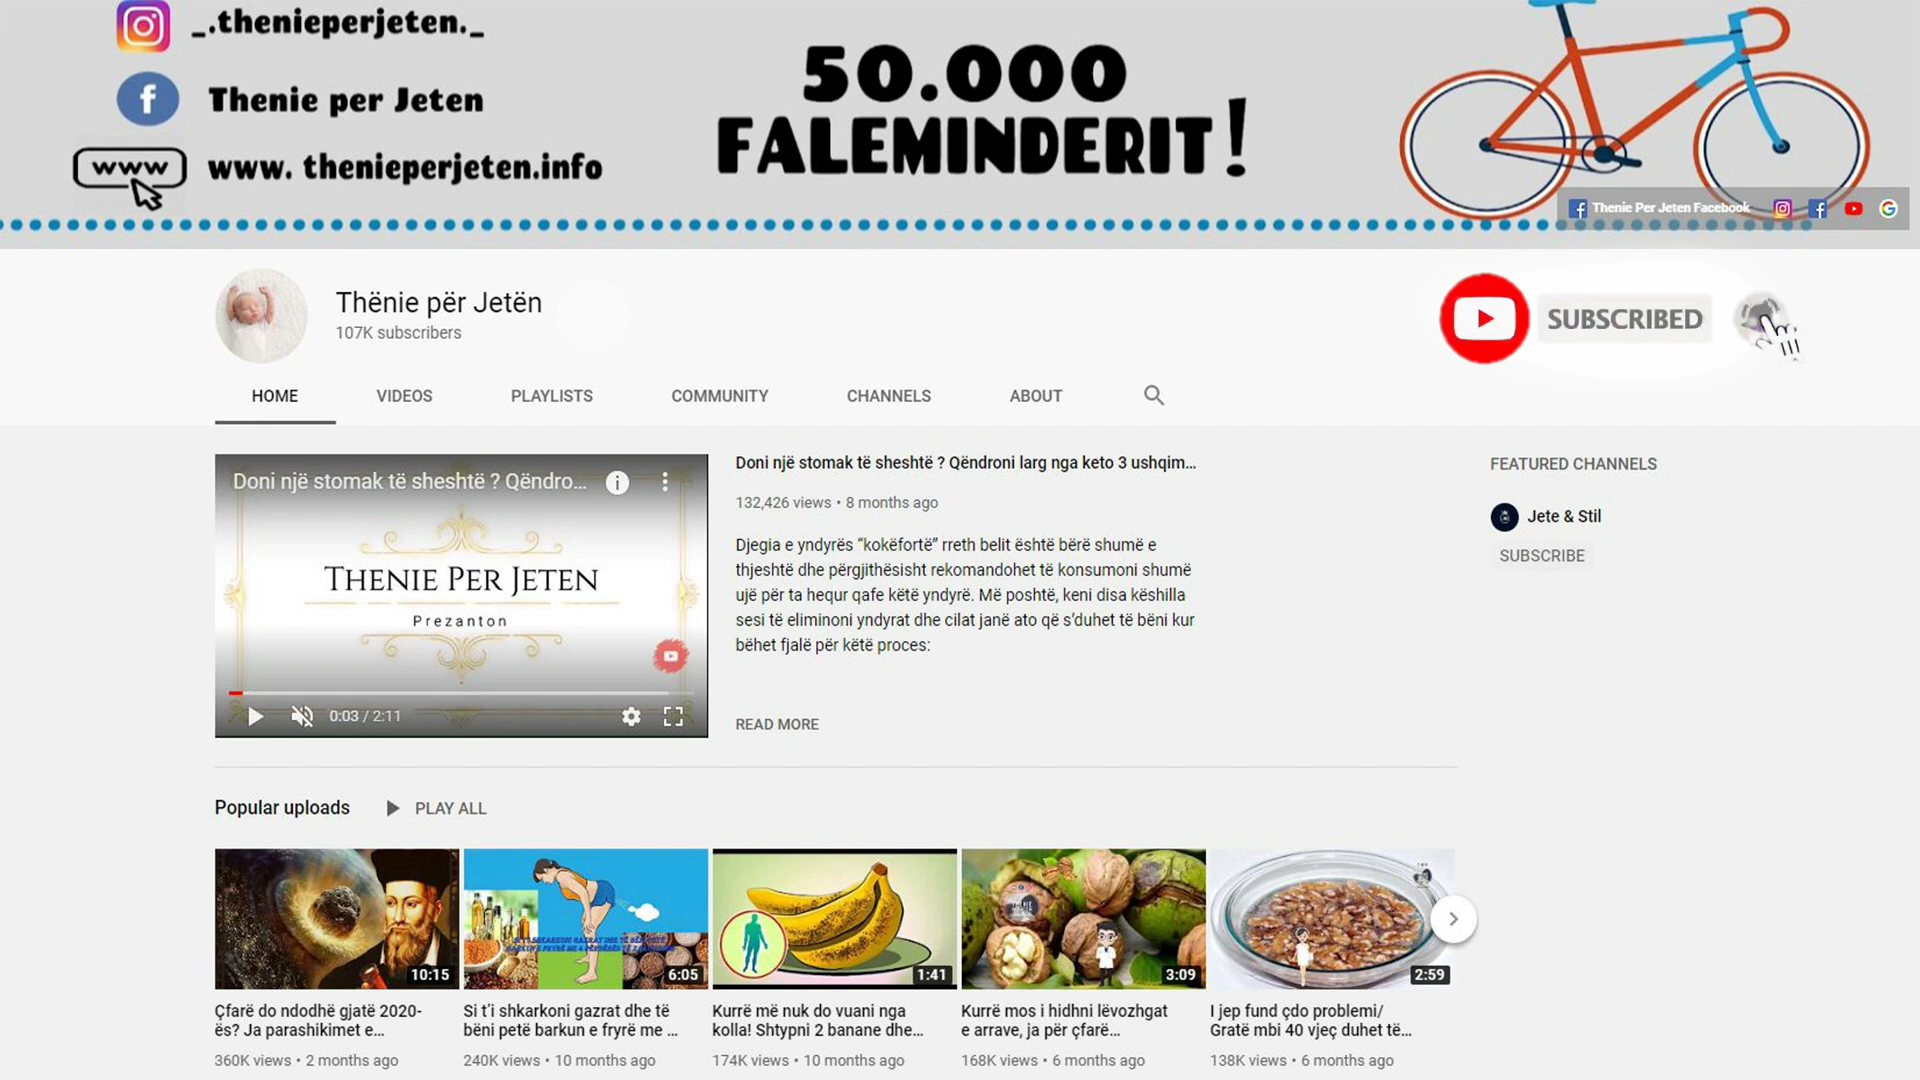 _.thenieperjeten._
Thenie per Jeten
www
www. thenieperjeten.info
50.000
FALEMINDERIT!
Thenie Per Jeten Facebook
Thënie për Jetën
107K subscribers
SUBSCRIBED
HOME
VIDEOS
PLAYLISTS
COMMUNITY
CHANNELS
ABOUT
Doni një stomak të sheshtë ? Qëndro...
THENIE PER JETEN
Prezanton
0:03 / 2:11
Doni një stomak të sheshtë ? Qëndroni larg nga keto 3 ushqim...
132,426 views • 8 months ago
Djegia e yndyrës “kokëfortë” rreth belit është bërë shumë e
thjeshtë dhe përgjithësisht rekomandohet të konsumoni shumë
ujë për ta hequr qafe këtë yndyrë. Më poshtë, keni disa këshilla
sesi të eliminoni yndyrat dhe cilat janë ato që s’duhet të bëni kur
bëhet fjalë për këtë proces:
READ MORE
FEATURED CHANNELS
Jete & Stil
SUBSCRIBE
Popular uploads
PLAY ALL
10:15
6:05
1:41
3:09
2:59
Çfarë do ndodhë gjatë 2020-
ës? Ja parashikimet e...
360K views • 2 months ago
Si t’i shkarkoni gazrat dhe të
bëni petë barkun e fryrë me ...
240K views • 10 months ago
Kurrë më nuk do vuani nga
kolla! Shtypni 2 banane dhe...
174K views • 10 months ago
Kurrë mos i hidhni lëvozhgat
e arrave, ja për çfarë...
168K views • 6 months ago
I jep fund çdo problemi/
Gratë mbi 40 vjeç duhet të...
138K views • 6 months ago